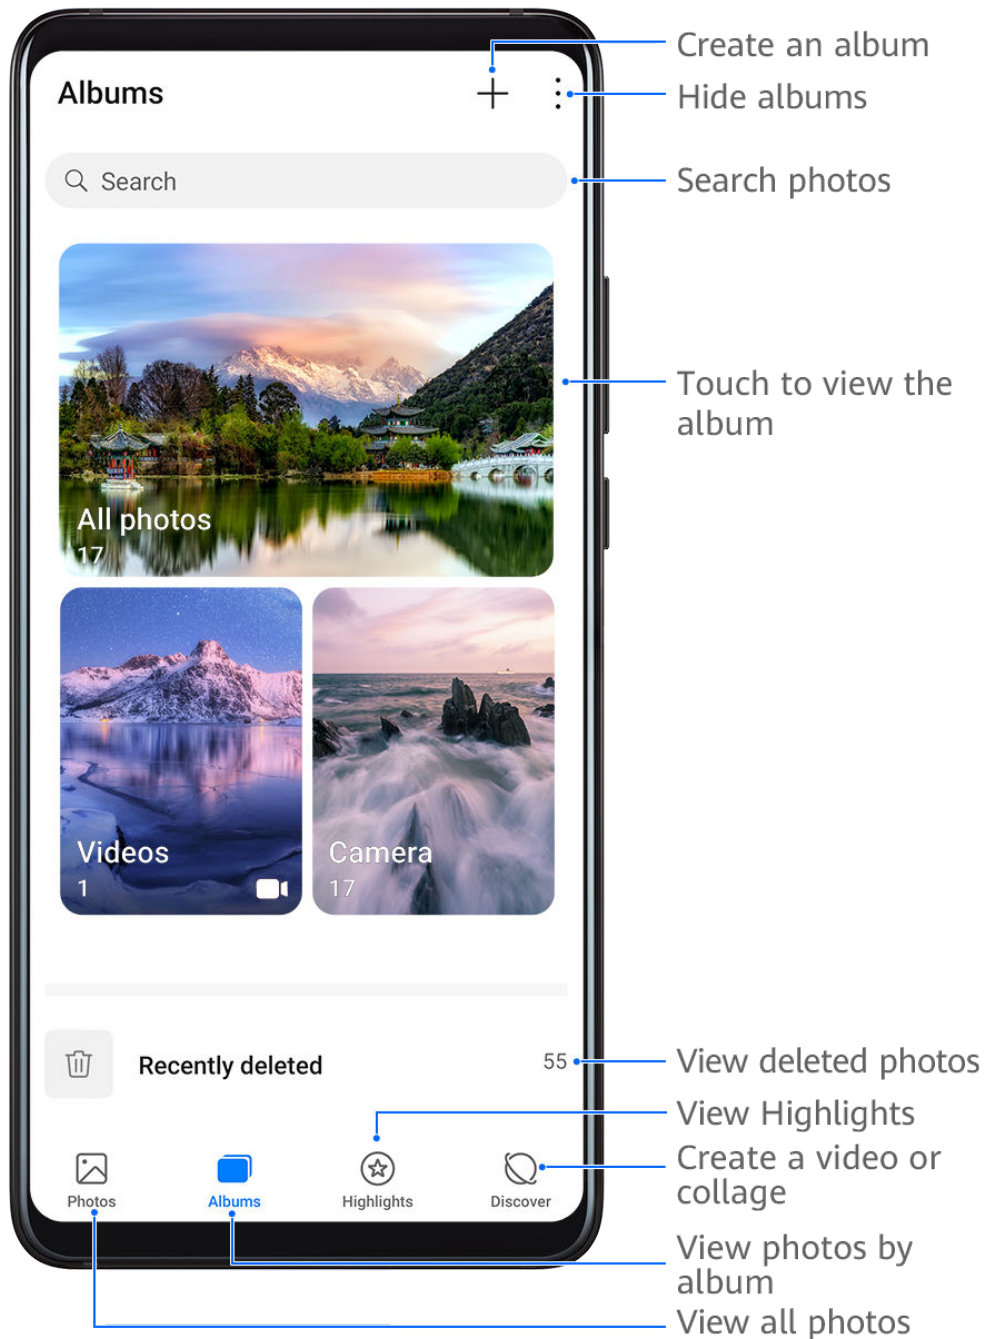 Create an album
Albums
Hide albums
Search
Search photos
Touch to view the
album
All photos
17
Videos
1
Camera
17
Recently deleted
55
View deleted photos
View Highlights
Create a video or
collage
Photos
Albums
Highlights
Discover
View photos by
album
View all photos